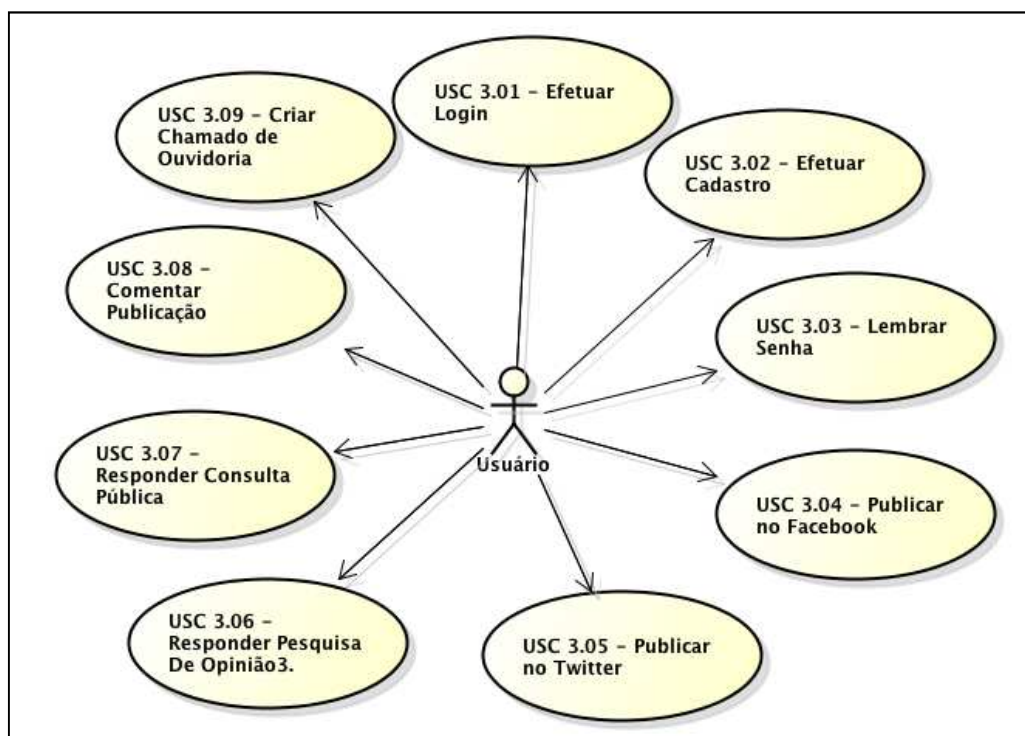 USC 3.01 – Efetuar
Login
USC 3.09 – Criar
Chamado de
Ouvidoria
USC 3.02 – Efetuar
Cadastro
USC 3.08 –
Comentar
Publicação
USC 3.03 – Lembrar
Senha
USC 3.07 –
Responder Consulta
Pública
Usuário
USC 3.04 – Publicar
no Facebook
USC 3.06 –
Responder Pesquisa
De Opinião3.
USC 3.05 – Publicar
no Twitter